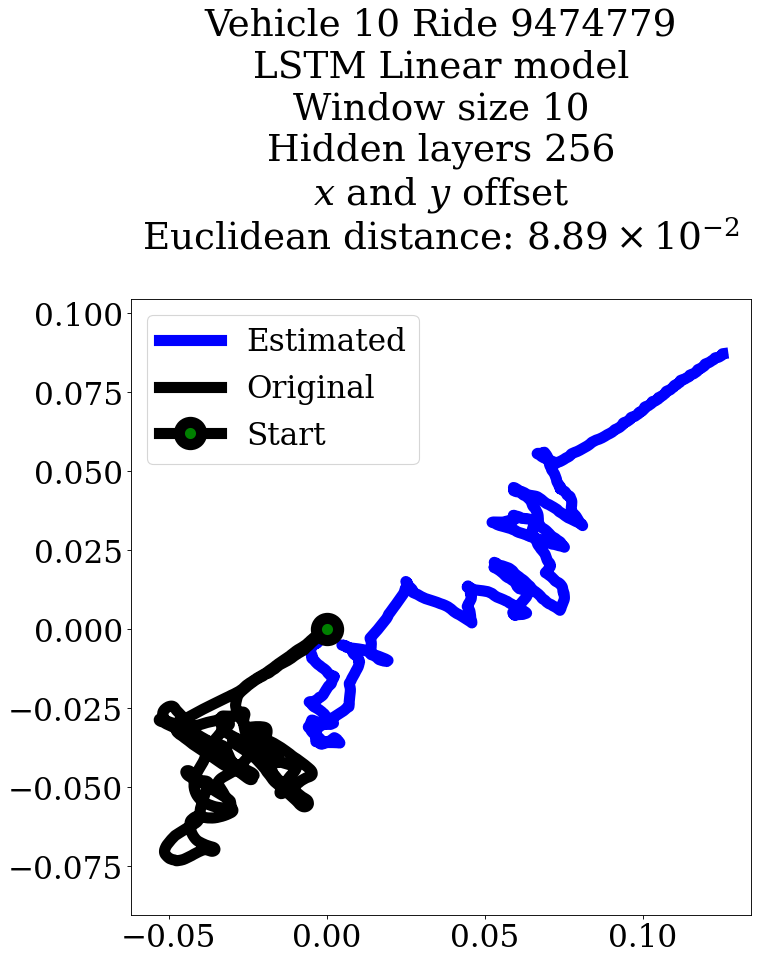 Vehicle 10 Ride 9474779
LSTM Linear model
Window size 10
Hidden layers 256
x and y offset
Euclidean distance: 8.89 × 10⁻²
0.100
0.075
0.050
0.025
0.000
−0.025
−0.050
−0.075
Estimated
Original
Start
−0.05 0.00 0.05 0.10